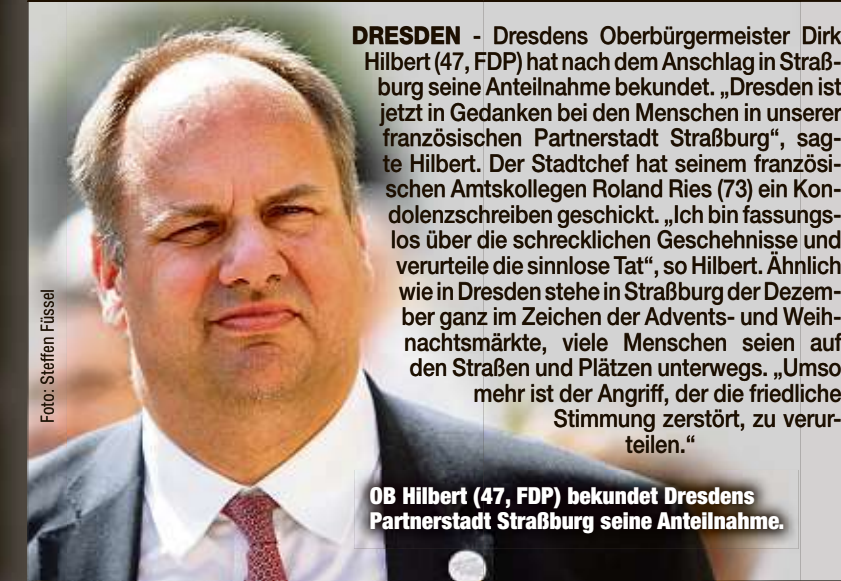 DRESDEN - Dresdens Oberbürgermeister Dirk
Hilbert (47, FDP) hat nach dem Anschlag in Straß-
burg seine Anteilnahme bekundet. „Dresden ist
jetzt in Gedanken bei den Menschen in unserer
französischen Partnerstadt Straßburg“, sag-
te Hilbert. Der Stadtchef hat seinem französi-
schen Amtskollegen Roland Ries (73) ein Kon-
dolenzschreiben geschickt. „Ich bin fassungs-
los über die schrecklichen Geschehnisse und
verurteile die sinnlose Tat“, so Hilbert. Ähnlich
wie in Dresden stehe in Straßburg der Dezem-
ber ganz im Zeichen der Advents- und Weih-
nachtsmärkte, viele Menschen seien auf
den Straßen und Plätzen unterwegs. „Umso
mehr ist der Angriff, der die friedliche
Stimmung zerstört, zu verur-
teilen.“
OB Hilbert (47, FDP) bekundet Dresdens
Partnerstadt Straßburg seine Anteilnahme.
Foto: Steffen Füssel